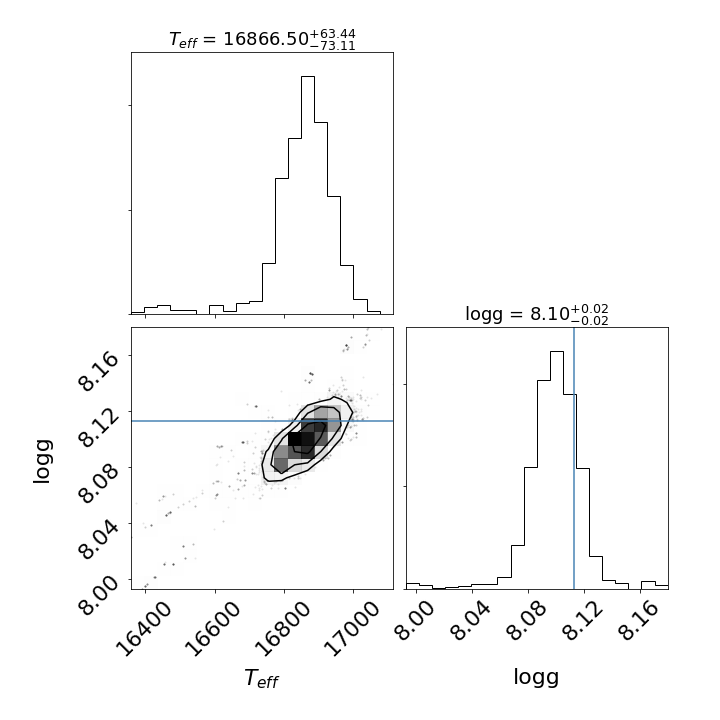 T_eff = 16866.50^{+63.44}_{−73.11}
logg = 8.10^{+0.02}_{−0.02}
logg
8.16
8.12
8.08
8.04
8.00
16400 16600 16800 17000
8.00 8.04 8.08 8.12 8.16
T_eff
logg